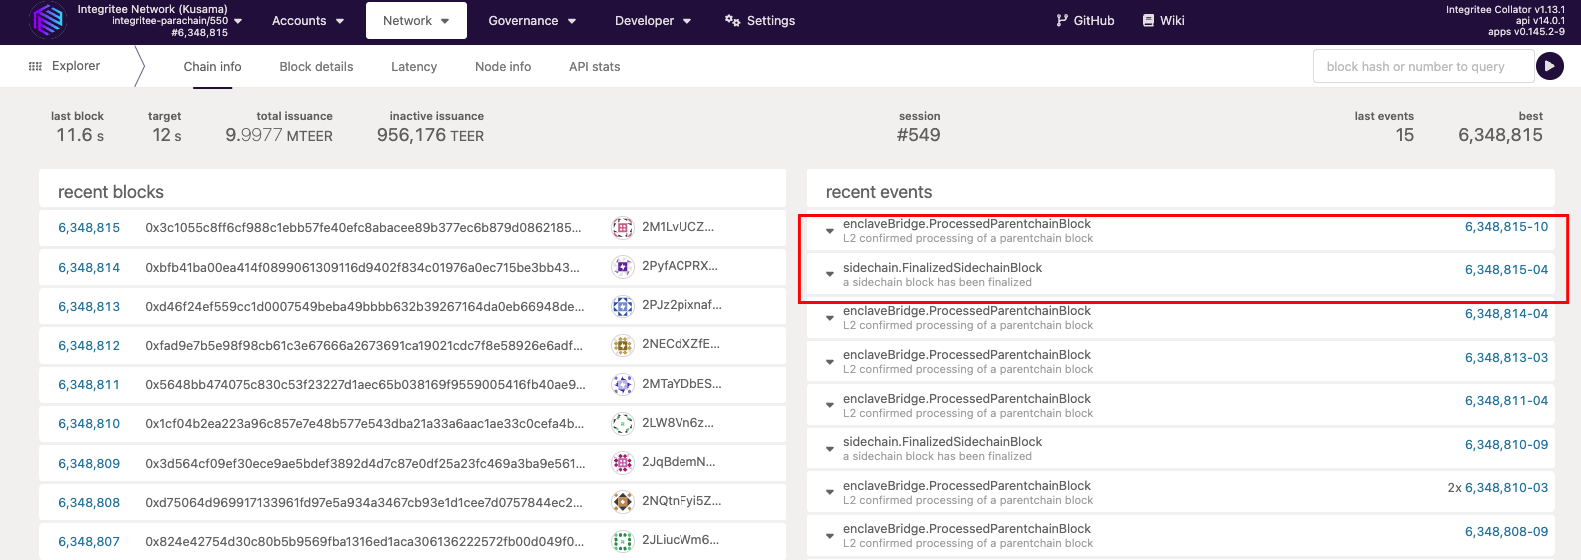 Integritee Network (Kusama)
integritee-parachain/550
#6,348,815
Accounts
Network
Governance
Developer
Settings
GitHub
Wiki
Integritee Collator v1.13.1
api v14.0.1
apps v0.145.2-9
Explorer
Chain info
Block details
Latency
Node info
API stats
block hash or number to query
last block
11.6 s
target
12 s
total issuance
9.9977 MTEER
inactive issuance
956,176 TEER
session
#549
last events
15
best
6,348,815
recent blocks
6,348,815 0x3c1055c8ff6cf988c1ebb57fe40efc8abacee89b377ec6b879d0862185... 2M1LvUCZ...
6,348,814 0xbfb41ba00ea414f0899061309116d9402f834c01976a0ec715be3bb43... 2PyfACPRX...
6,348,813 0xd46f24ef559cc1d0007549beba49bbbb632b39267164da0eb66948de... 2PJz2pixnaf...
6,348,812 0xfad9e7b5e98f98cb61c3e67666a2673691ca19021cdc7f8e58926e6adf... 2NECdXZfE...
6,348,811 0x5648bb474075c830c53f23227d1aec65b038169f9559005416fb40ae9... 2MTaYDbES...
6,348,810 0x1cf04b2ea223a96c857e7e48b577e543dba21a33a6aac1ae33c0cefa4b... 2LW8Vn6z...
6,348,809 0x3d564cf09ef30ece9ae5bdef3892d4d7c87e0df25a23fc469a3ba9e561... 2JqBdemN...
6,348,808 0xd75064d969917133961fd97e5a934a3467cb93e1d1cee7d0757844ec2... 2NQtnFyi5Z...
6,348,807 0x824e42754d30c80b5b9569fba1316ed1aca306136222572fb00d049f0... 2JLiucWm6...
recent events
enclaveBridge.ProcessedParentchainBlock 6,348,815-10
L2 confirmed processing of a parentchain block
sidechain.FinalizedSidechainBlock 6,348,815-04
a sidechain block has been finalized
enclaveBridge.ProcessedParentchainBlock 6,348,814-04
L2 confirmed processing of a parentchain block
enclaveBridge.ProcessedParentchainBlock 6,348,813-03
L2 confirmed processing of a parentchain block
enclaveBridge.ProcessedParentchainBlock 6,348,811-04
L2 confirmed processing of a parentchain block
sidechain.FinalizedSidechainBlock 6,348,810-09
a sidechain block has been finalized
enclaveBridge.ProcessedParentchainBlock 2x 6,348,810-03
L2 confirmed processing of a parentchain block
enclaveBridge.ProcessedParentchainBlock 6,348,808-09
L2 confirmed processing of a parentchain block